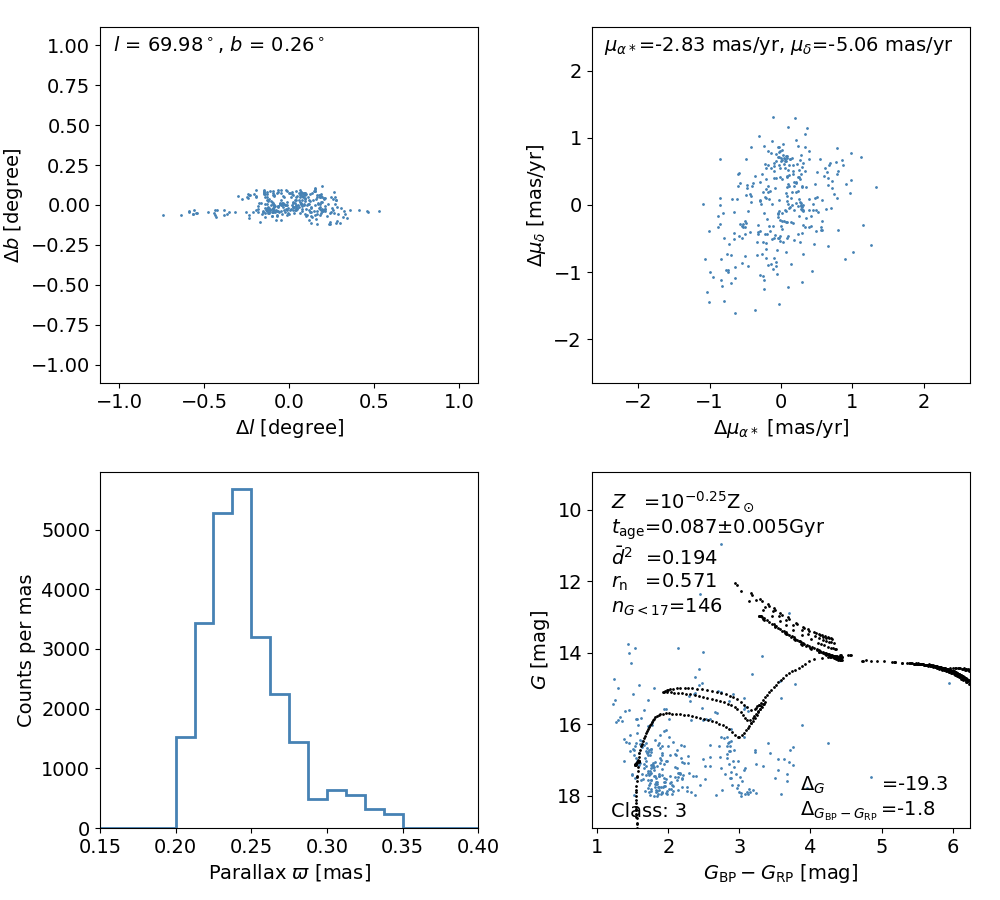 l = 69.98°, b = 0.26°
1.00
0.75
0.50
0.25
0.00
−0.25
−0.50
−0.75
−1.00
Δb [degree]
−1.0 −0.5 0.0 0.5 1.0
Δl [degree]
μα*=-2.83 mas/yr, μδ=-5.06 mas/yr
2
1
0
−1
−2
Δμδ [mas/yr]
−2 −1 0 1 2
Δμα* [mas/yr]
5000
4000
3000
2000
1000
0
Counts per mas
0.15 0.20 0.25 0.30 0.35 0.40
Parallax ϖ [mas]
Z =10^−0.25 Z⊙
tage=0.087±0.005Gyr
d̄² =0.194
rn =0.571
nG<17=146
10
12
14
16
18
G [mag]
ΔG =-19.3
ΔGBP−GRP =-1.8
Class: 3
1 2 3 4 5 6
GBP − GRP [mag]